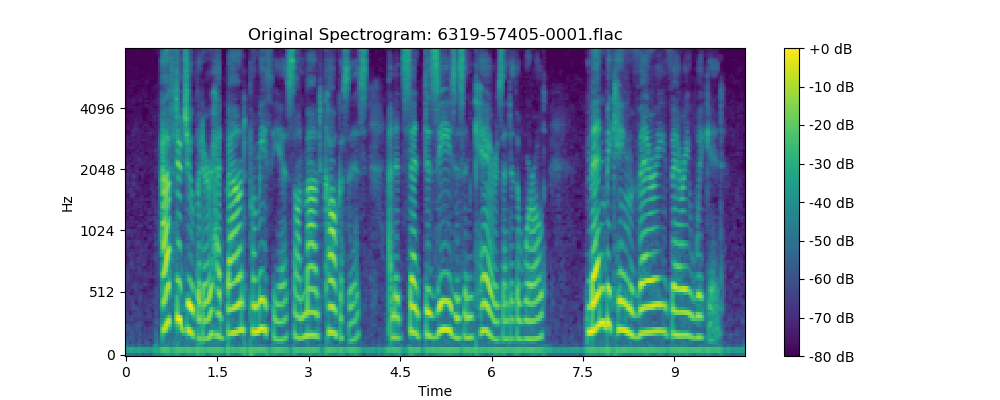 Original Spectrogram: 6319-57405-0001.flac
Hz
4096
2048
1024
512
0
0 1.5 3 4.5 6 7.5 9
Time
+0 dB
-10 dB
-20 dB
-30 dB
-40 dB
-50 dB
-60 dB
-70 dB
-80 dB